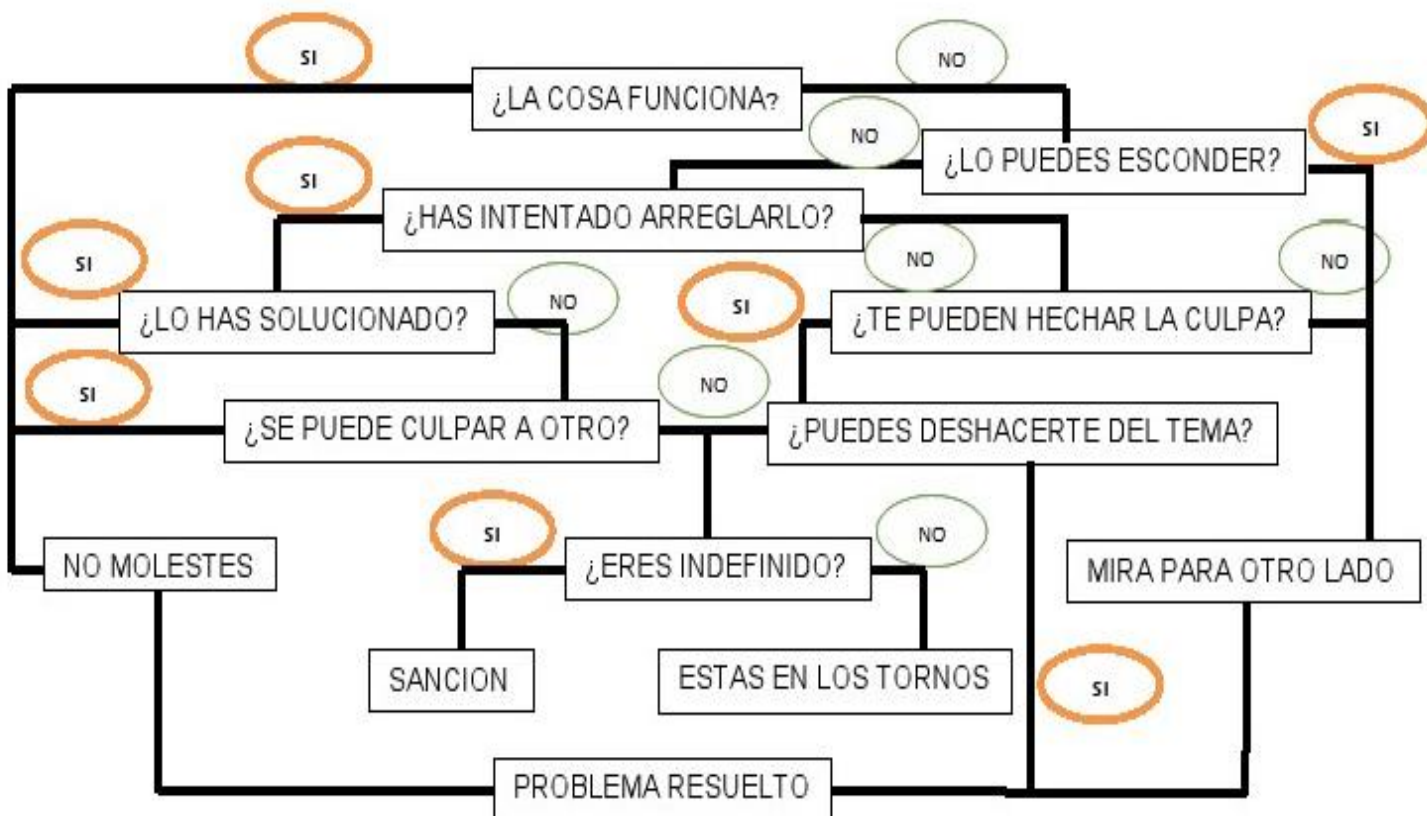 SI
NO
¿LA COSA FUNCIONA?
NO
SI
¿LO PUEDES ESCONDER?
SI
¿HAS INTENTADO ARREGLARLO?
SI
NO
NO
¿LO HAS SOLUCIONADO?
NO
SI
¿TE PUEDEN HECHAR LA CULPA?
SI
NO
¿SE PUEDE CULPAR A OTRO?
¿PUEDES DESHACERTE DEL TEMA?
SI
NO
NO MOLESTES
¿ERES INDEFINIDO?
MIRA PARA OTRO LADO
SANCION
ESTAS EN LOS TORNOS
SI
PROBLEMA RESUELTO